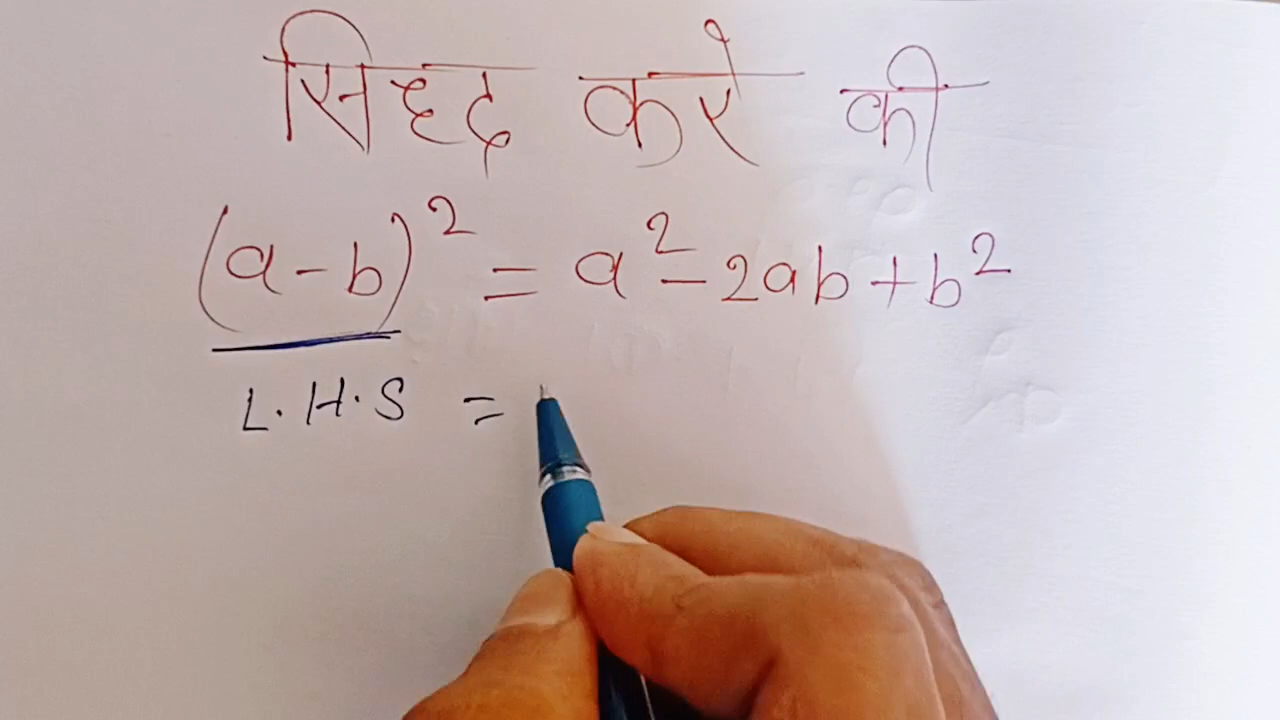 सिद्द करे की
(a-b)² = a²-2ab+b²
L.H.S =